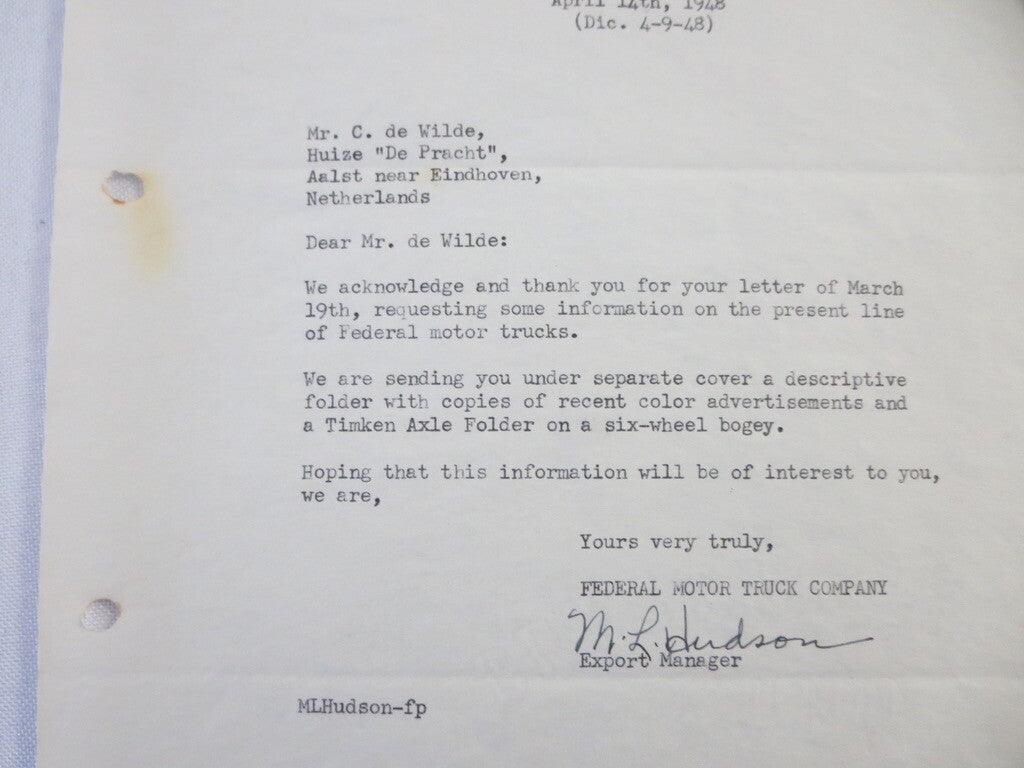 April 14th, 1948
(Dic. 4-9-48)
Mr. C. de Wilde,
Huize "De Pracht",
Aalst near Eindhoven,
Netherlands
Dear Mr. de Wilde:
We acknowledge and thank you for your letter of March
19th, requesting some information on the present line
of Federal motor trucks.
We are sending you under separate cover a descriptive
folder with copies of recent color advertisements and
a Timken Axle Folder on a six-wheel bogey.
Hoping that this information will be of interest to you,
we are,
Yours very truly,
FEDERAL MOTOR TRUCK COMPANY
M. L. Hudson
Export Manager
MLHudson-fp